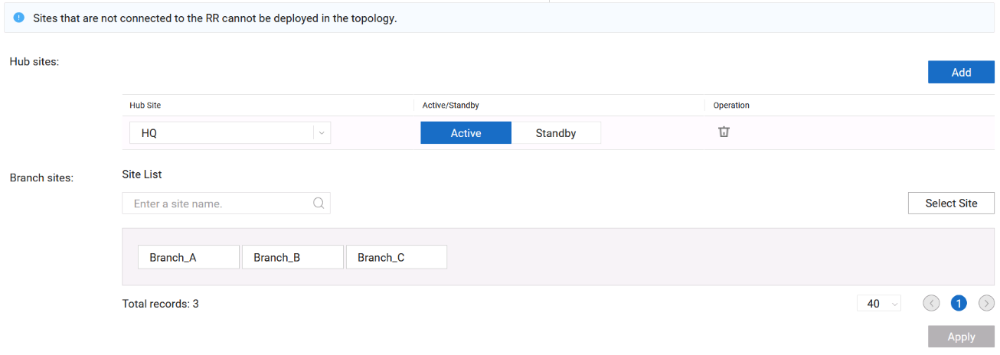 Sites that are not connected to the RR cannot be deployed in the topology.
Hub sites:
Add
Hub Site Active/Standby Operation
HQ Active Standby
Branch sites: Site List
Enter a site name. Select Site
Branch_A Branch_B Branch_C
Total records: 3 40 1
Apply